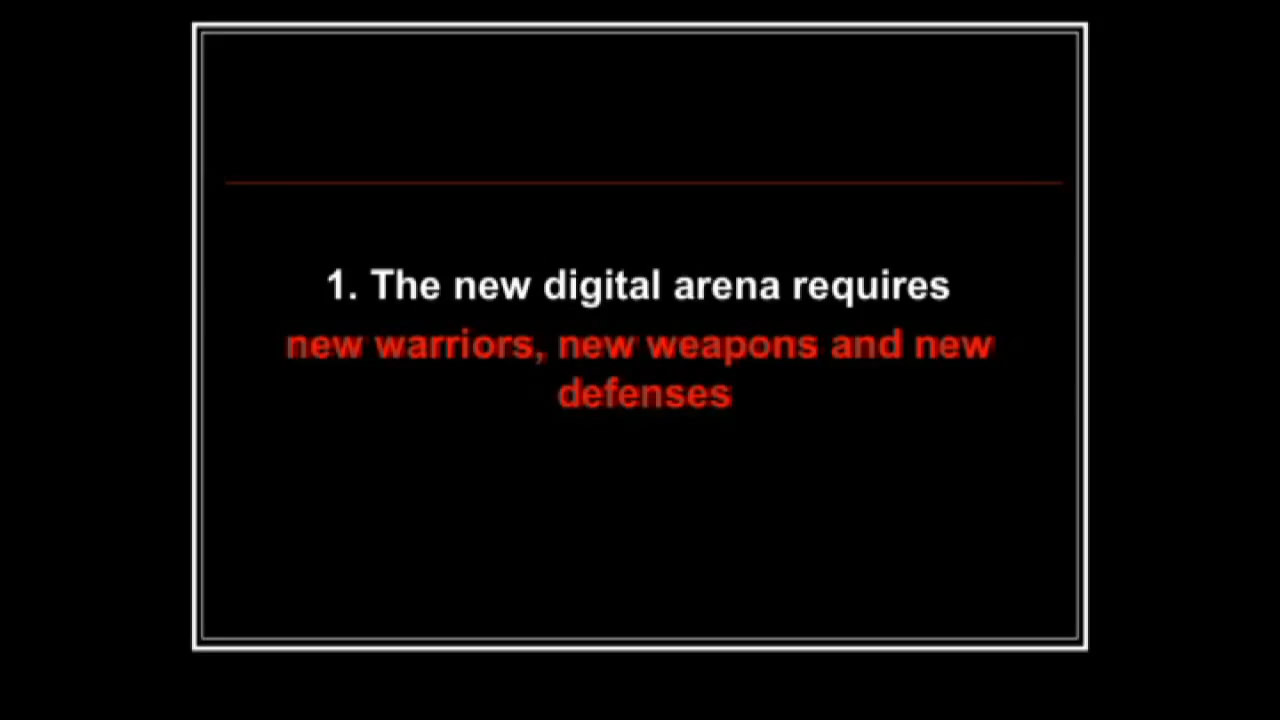 1. The new digital arena requires
new warriors, new weapons and new
defenses